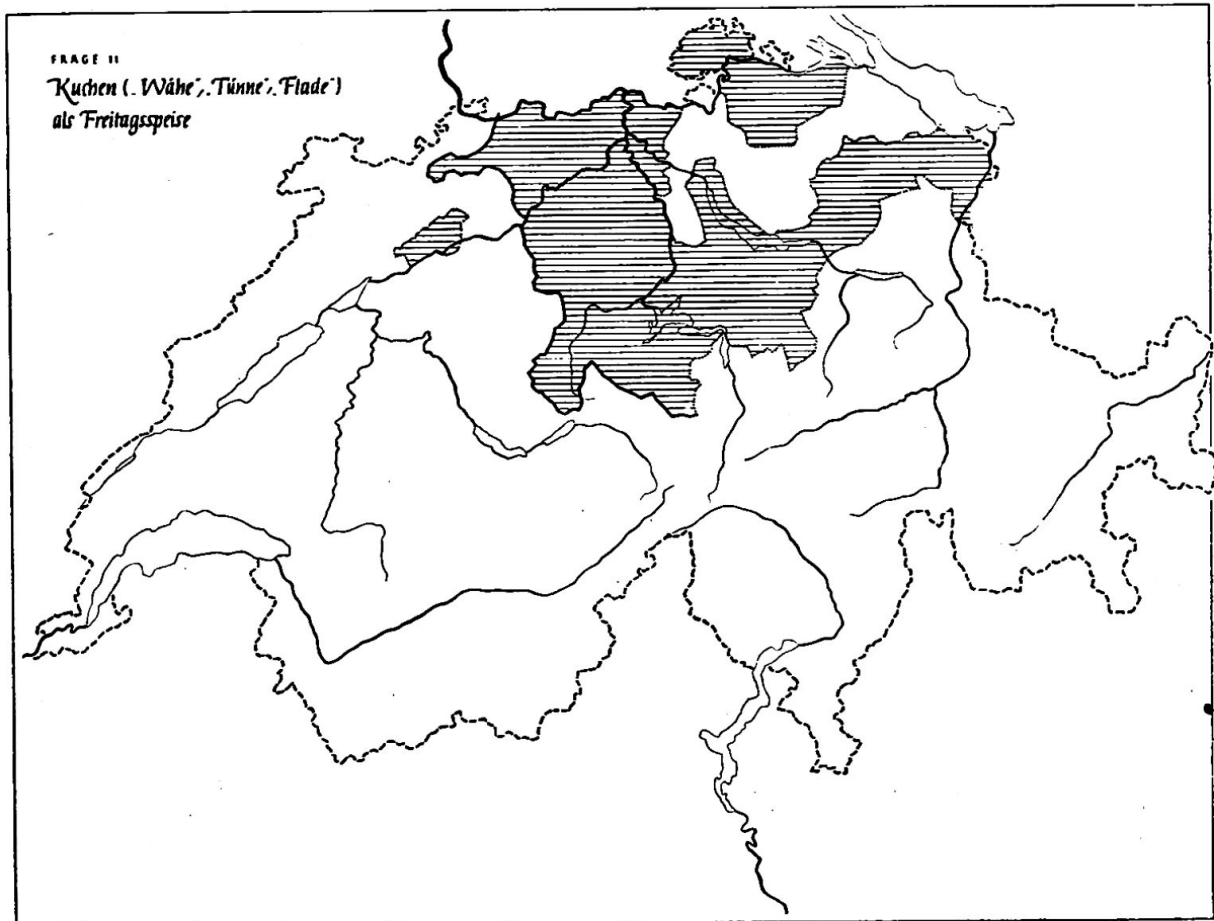 FRAGE 11
Kuchen („Wähe“, „Tünne“, „Flade“)
als Freitagsspeise